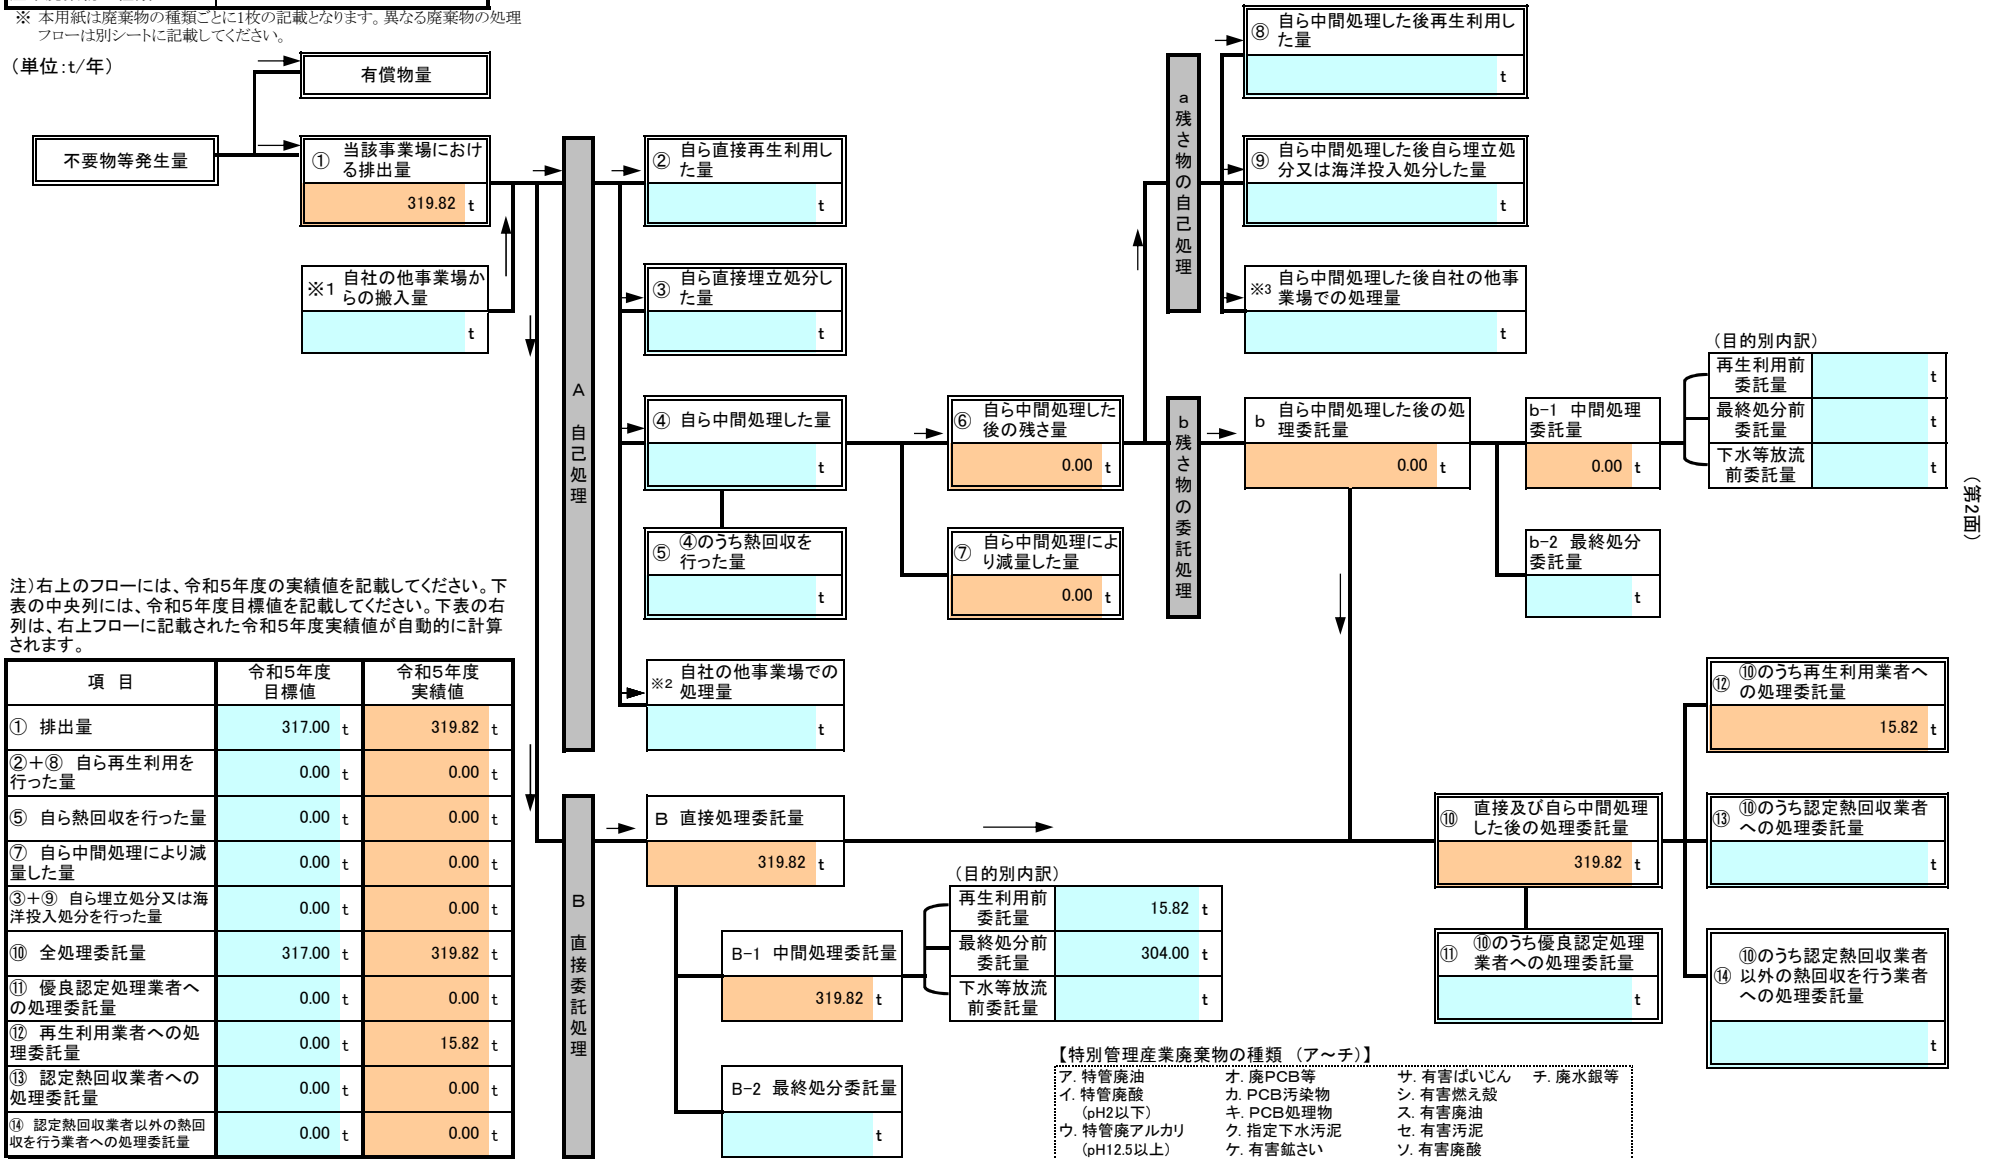 ※ 本用紙は廃棄物の種類ごとに1枚の記載となります。異なる廃棄物の処理
フローは別シートに記載してください。
(単位:t/年)
有償物量
不要物等発生量
① 当該事業場におけ
る排出量
319.82 t
※1 自社の他事業場か
らの搬入量
t
A 自己処理
② 自ら直接再生利用し
た量
t
③ 自ら直接埋立処分し
た量
t
④ 自ら中間処理した量
t
⑤ ④のうち熱回収を
行った量
t
※2 自社の他事業場での
処理量
t
⑥ 自ら中間処理した
後の残さ量
0.00 t
⑦ 自ら中間処理によ
り減量した量
0.00 t
a 残さ物の自己処理
⑧ 自ら中間処理した後再生利用し
た量
t
⑨ 自ら中間処理した後自ら埋立処
分又は海洋投入処分した量
t
※3 自ら中間処理した後自社の他事
業場での処理量
t
b 残さ物の委託処理
b 自ら中間処理した後の処
理委託量
0.00 t
b-1 中間処理
委託量
0.00 t
(目的別内訳)
再生利用前
委託量 t
最終処分前
委託量 t
下水等放流
前委託量 t
b-2 最終処分
委託量
t
(第2面)
注)右上のフローには、令和5年度の実績値を記載してください。下
表の中央列には、令和5年度目標値を記載してください。下表の右
列は、右上フローに記載された令和5年度実績値が自動的に計算
されます。
項 目 令和5年度 令和5年度
目標値 実績値
① 排出量 317.00 t 319.82 t
②+⑧ 自ら再生利用を
行った量 0.00 t 0.00 t
⑤ 自ら熱回収を行った量 0.00 t 0.00 t
⑦ 自ら中間処理により減
量した量 0.00 t 0.00 t
③+⑨ 自ら埋立処分又は海
洋投入処分を行った量 0.00 t 0.00 t
⑩ 全処理委託量 317.00 t 319.82 t
⑪ 優良認定処理業者へ
の処理委託量 0.00 t 0.00 t
⑫ 再生利用業者への処
理委託量 0.00 t 15.82 t
⑬ 認定熱回収業者への
処理委託量 0.00 t 0.00 t
⑭ 認定熱回収業者以外の熱回
収を行う業者への処理委託量 0.00 t 0.00 t
B 直接委託処理
B 直接処理委託量
319.82 t
B-1 中間処理委託量
319.82 t
(目的別内訳)
再生利用前
委託量 15.82 t
最終処分前
委託量 304.00 t
下水等放流
前委託量 t
B-2 最終処分委託量
t
⑩ 直接及び自ら中間処理
した後の処理委託量
319.82 t
⑪ ⑩のうち優良認定処理
業者への処理委託量
t
⑫ ⑩のうち再生利用業者へ
の処理委託量
15.82 t
⑬ ⑩のうち認定熱回収業者
への処理委託量
t
⑭ ⑩のうち認定熱回収業者
以外の熱回収を行う業者
への処理委託量
t
【特別管理産業廃棄物の種類 (ア~チ)】
ア. 特管廃油 オ. 廃PCB等 サ. 有害ばいじん チ. 廃水銀等
イ. 特管廃酸 カ. PCB汚染物 シ. 有害燃え殻
(pH2以下) キ. PCB処理物 ス. 有害廃油
ウ. 特管廃アルカリ ク. 指定下水汚泥 セ. 有害汚泥
(pH12.5以上) ケ. 有害鉱さい ソ. 有害廃酸